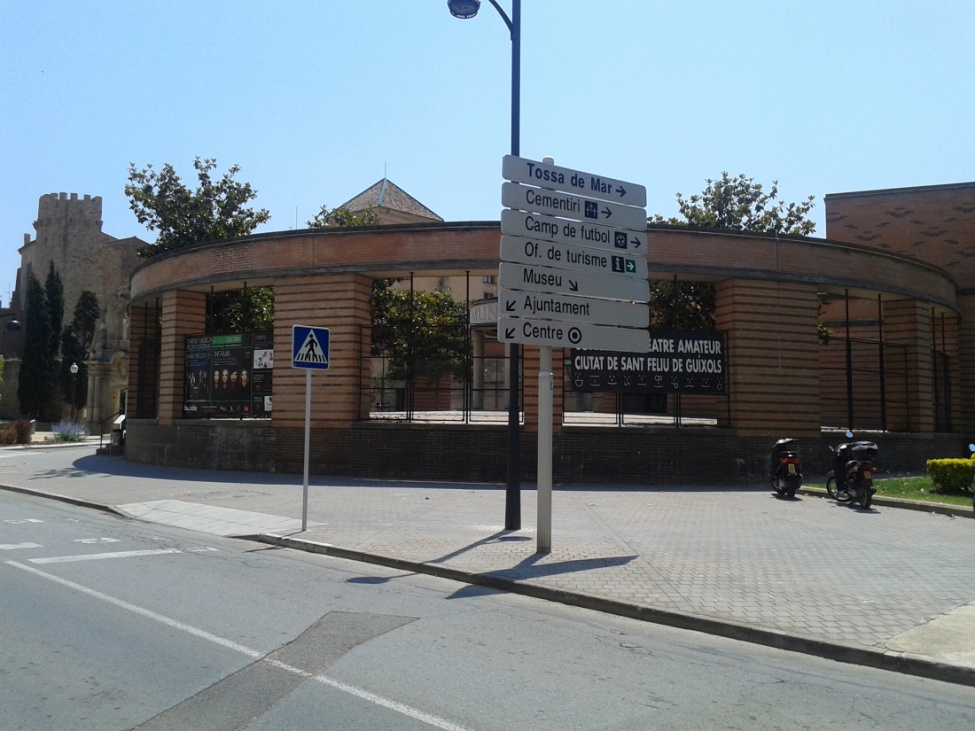 Tossa de Mar
Cementiri
Camp de futbol
Of. de turisme
Museu
Ajuntament
Centre
TEATRE AMATEUR
CIUTAT DE SANT FELIU DE GUÍXOLS